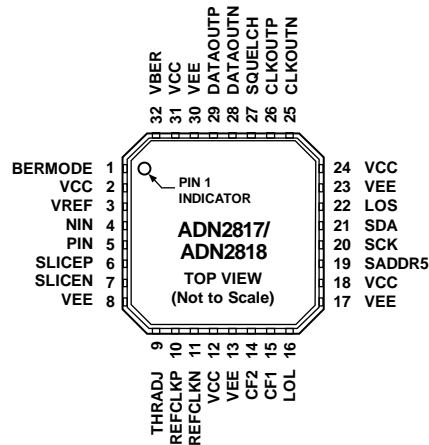 32 VBER
31 VCC
30 VEE
29 DATAOUTP
28 DATAOUTN
27 SQUELCH
26 CLKOUTP
25 CLKOUTN
BERMODE 1
VCC 2
VREF 3
NIN 4
PIN 5
SLICEP 6
SLICEN 7
VEE 8
PIN 1
INDICATOR
ADN2817/
ADN2818
TOP VIEW
(Not to Scale)
24 VCC
23 VEE
22 LOS
21 SDA
20 SCK
19 SADDR5
18 VCC
17 VEE
THRADJ 9
REFCLKP 10
REFCLKN 11
VCC 12
VEE 13
CF2 14
CF1 15
LOL 16